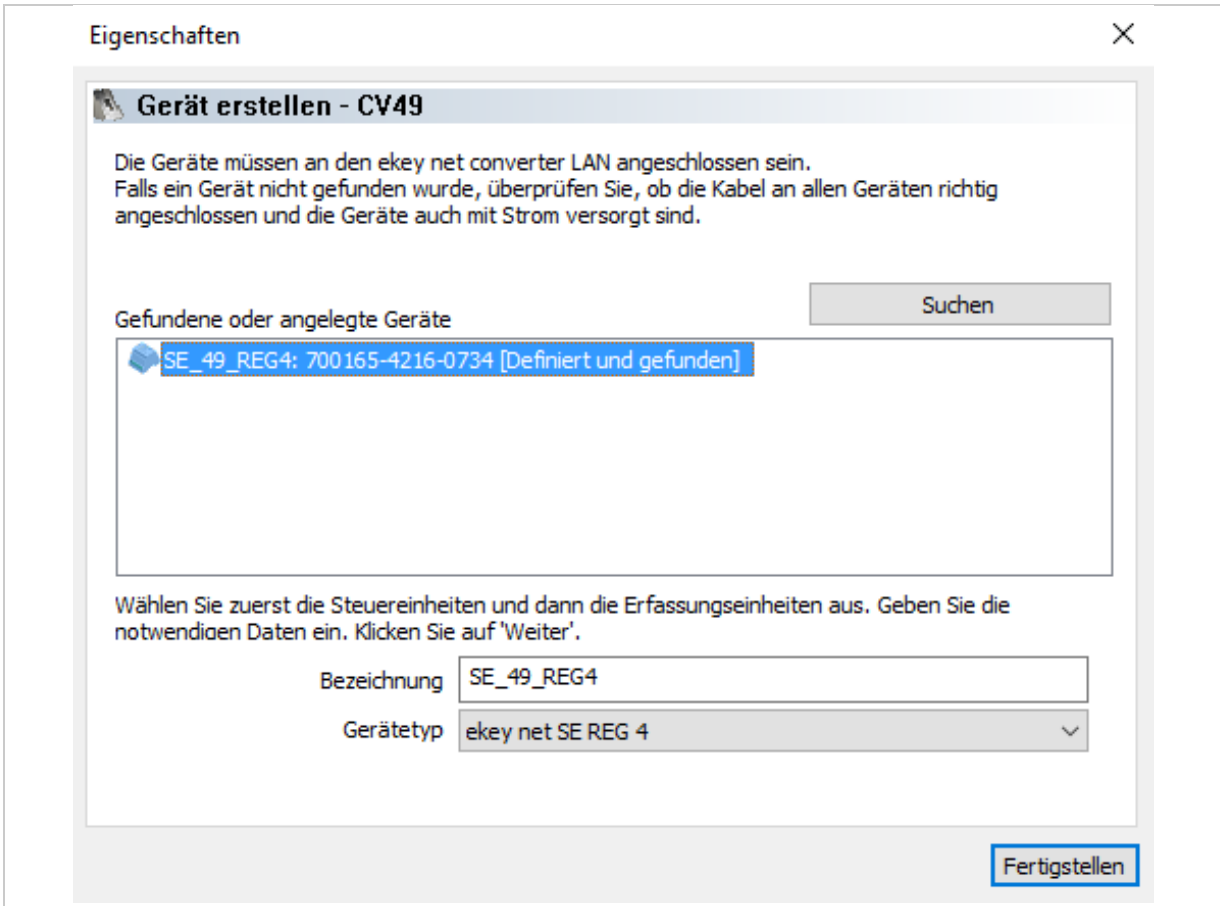 Eigenschaften
Gerät erstellen - CV49
Die Geräte müssen an den ekey net converter LAN angeschlossen sein.
Falls ein Gerät nicht gefunden wurde, überprüfen Sie, ob die Kabel an allen Geräten richtig
angeschlossen und die Geräte auch mit Strom versorgt sind.
Suchen
Gefundene oder angelegte Geräte
SE_49_REG4: 700165-4216-0734 [Definiert und gefunden]
Wählen Sie zuerst die Steuereinheiten und dann die Erfassungseinheiten aus. Geben Sie die
notwendigen Daten ein. Klicken Sie auf 'Weiter'.
Bezeichnung SE_49_REG4
Gerätetyp ekey net SE REG 4
Fertigstellen